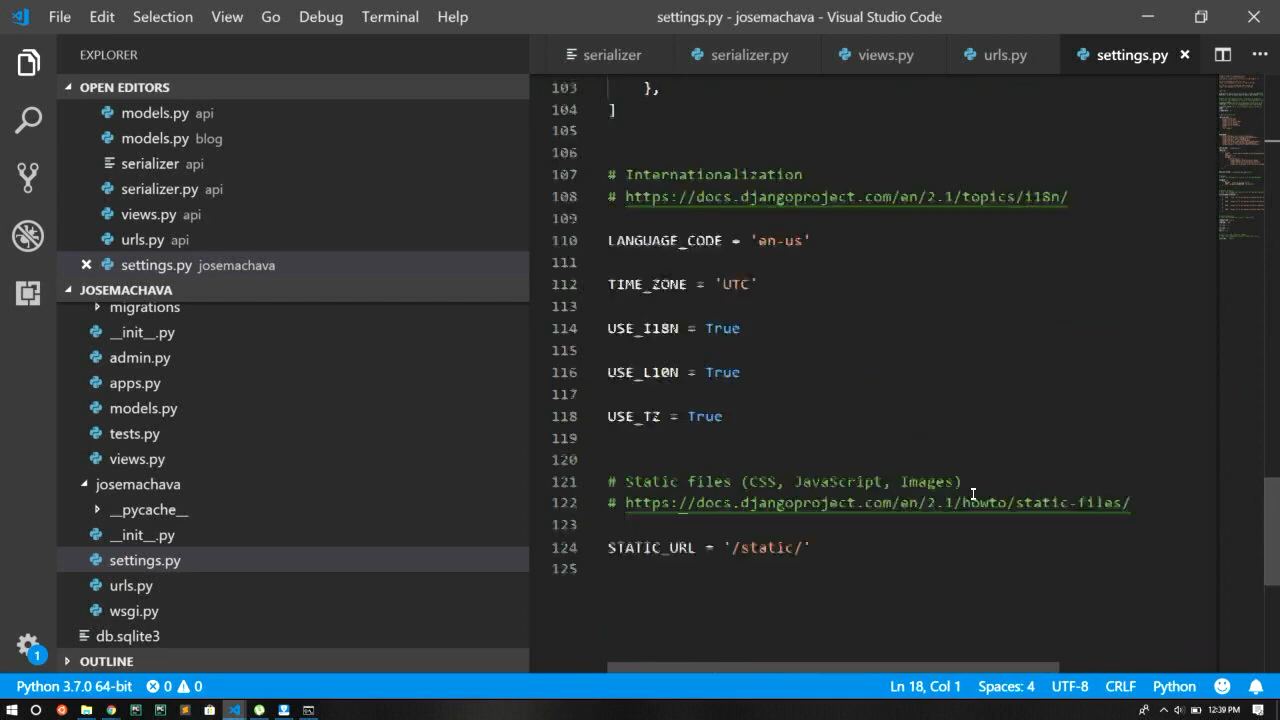 File Edit Selection View Go Debug Terminal Help
settings.py - josemachava - Visual Studio Code
EXPLORER
serializer
serializer.py
views.py
urls.py
settings.py
OPEN EDITORS
models.py api
models.py blog
serializer api
serializer.py api
views.py api
urls.py api
settings.py josemachava
JOSEMACHAVA
migrations
__init__.py
admin.py
apps.py
models.py
tests.py
views.py
josemachava
__pycache__
__init__.py
settings.py
urls.py
wsgi.py
db.sqlite3
OUTLINE
103 },
104 ]
105
106
107 # Internationalization
108 # https://docs.djangoproject.com/en/2.1/topics/i18n/
109
110 LANGUAGE_CODE = 'en-us'
111
112 TIME_ZONE = 'UTC'
113
114 USE_I18N = True
115
116 USE_L10N = True
117
118 USE_TZ = True
119
120
121 # Static files (CSS, JavaScript, Images)
122 # https://docs.djangoproject.com/en/2.1/howto/static-files/
123
124 STATIC_URL = '/static/'
125
1
Python 3.7.0 64-bit 0 0 Ln 18, Col 1 Spaces: 4 UTF-8 CRLF Python
12:39 PM